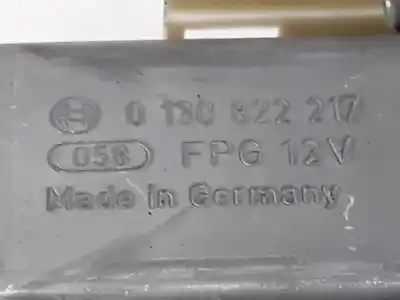 0 130 822 217
058 FPG 12V
Made in Germany